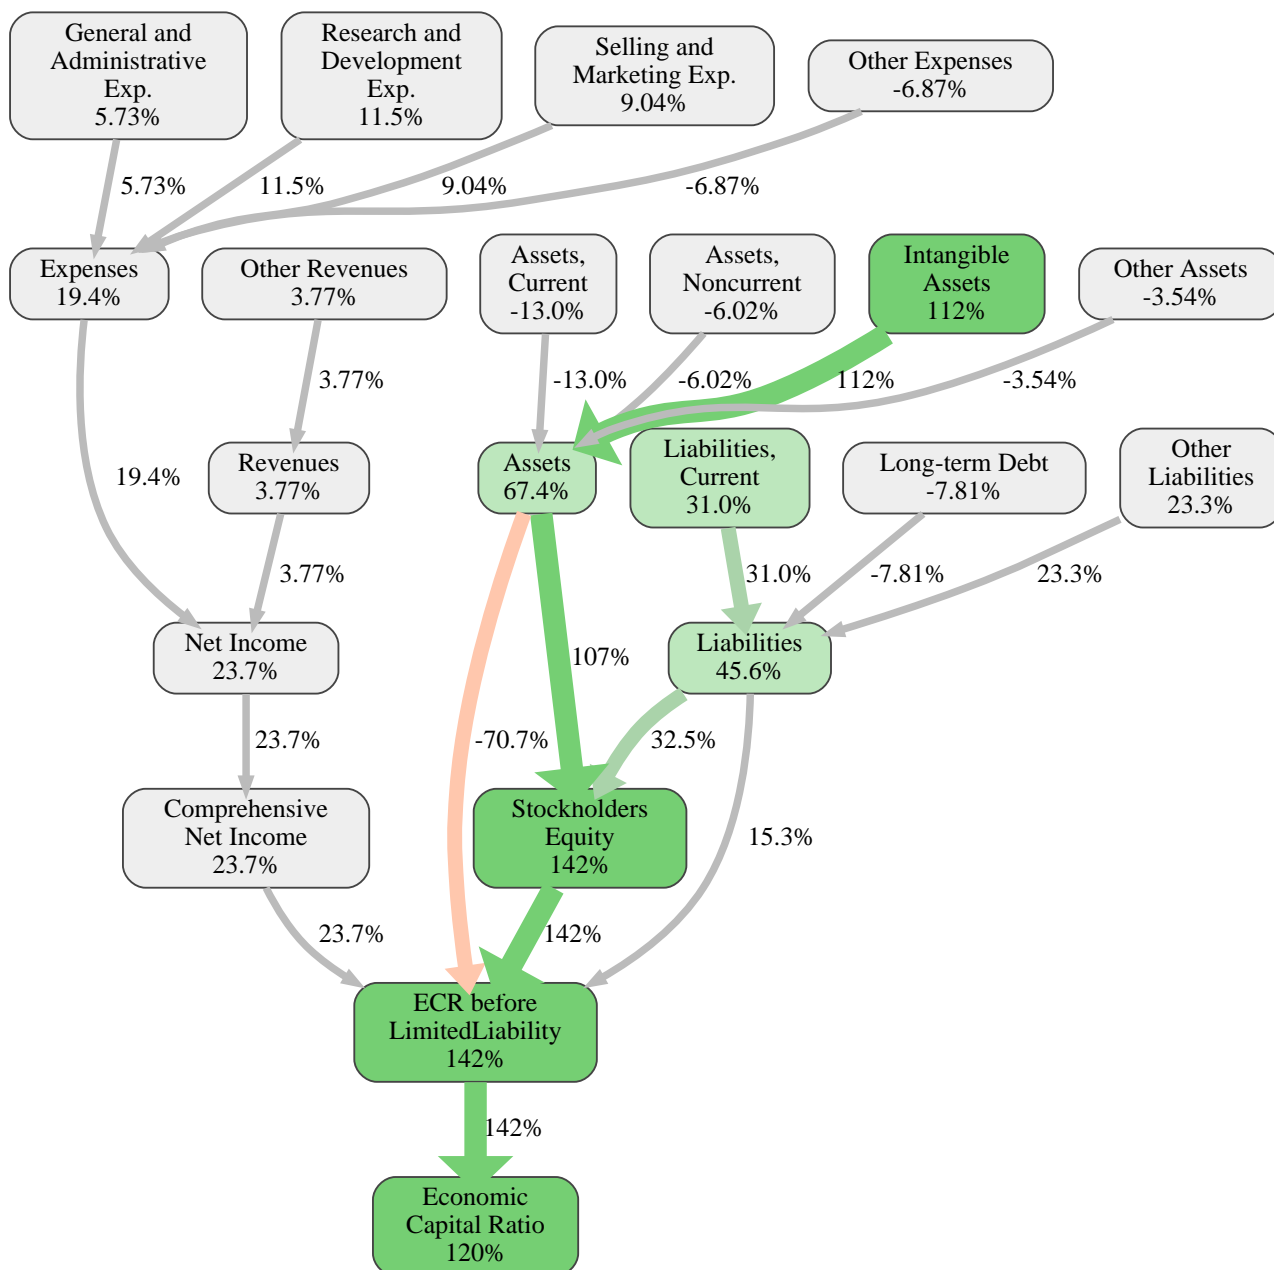 General and
Administrative
Exp.
5.73%
Research and
Development
Exp.
11.5%
Selling and
Marketing Exp.
9.04%
Other Expenses
-6.87%
5.73%
11.5%
9.04%
-6.87%
Expenses
19.4%
Other Revenues
3.77%
Assets,
Current
-13.0%
Assets,
Noncurrent
-6.02%
Intangible
Assets
112%
Other Assets
-3.54%
3.77%
-13.0%
-6.02%
112%
-3.54%
19.4%
Revenues
3.77%
Assets
67.4%
Liabilities,
Current
31.0%
Long-term Debt
-7.81%
Other
Liabilities
23.3%
3.77%
31.0%
-7.81%
23.3%
Net Income
23.7%
107%
Liabilities
45.6%
23.7%
-70.7%
32.5%
Comprehensive
Net Income
23.7%
Stockholders
Equity
142%
15.3%
23.7%
142%
ECR before
LimitedLiability
142%
142%
Economic
Capital Ratio
120%